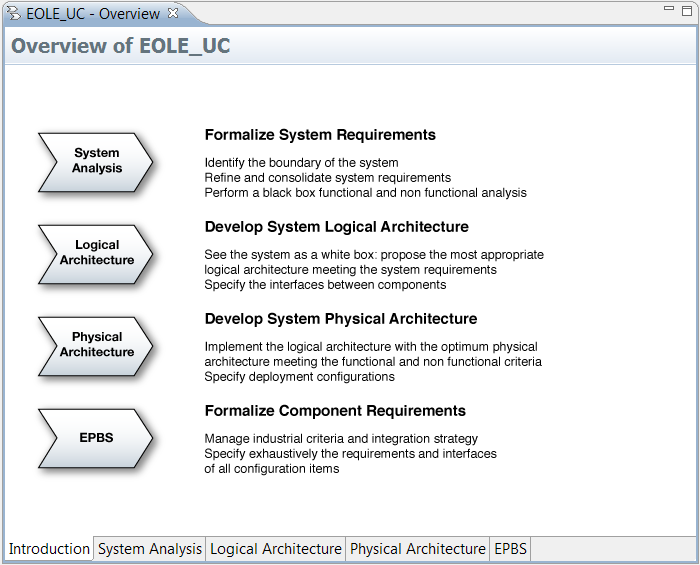 EOLE_UC - Overview
Overview of EOLE_UC
System
Analysis
Formalize System Requirements
Identify the boundary of the system
Refine and consolidate system requirements
Perform a black box functional and non functional analysis
Logical
Architecture
Develop System Logical Architecture
See the system as a white box: propose the most appropriate
logical architecture meeting the system requirements
Specify the interfaces between components
Physical
Architecture
Develop System Physical Architecture
Implement the logical architecture with the optimum physical
architecture meeting the functional and non functional criteria
Specify deployment configurations
EPBS
Formalize Component Requirements
Manage industrial criteria and integration strategy
Specify exhaustively the requirements and interfaces
of all configuration items
Introduction System Analysis Logical Architecture Physical Architecture EPBS